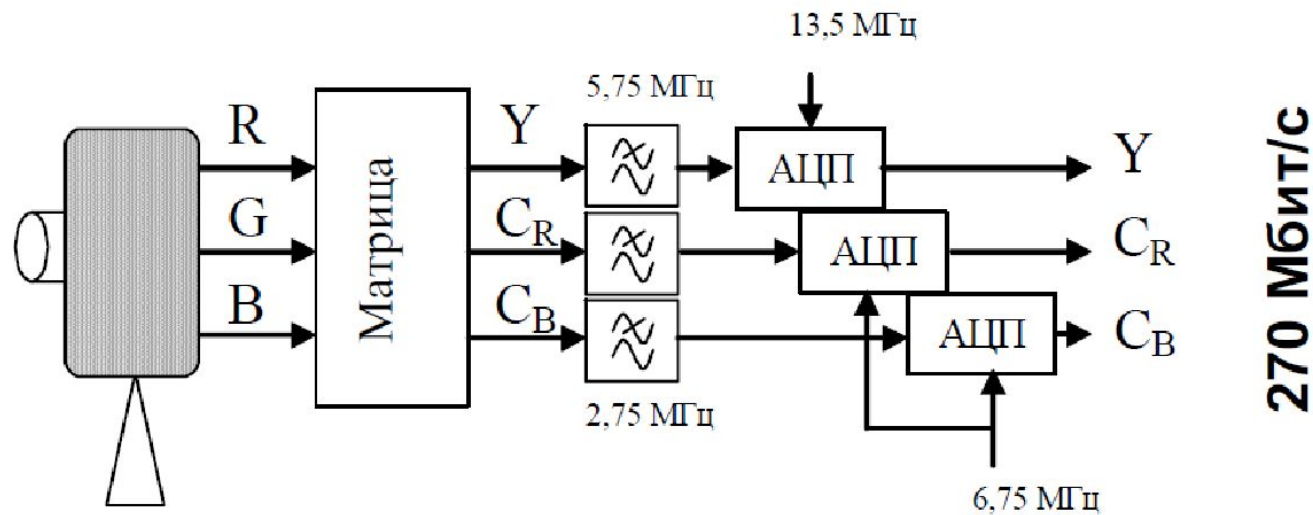 13,5 МГц
5,75 МГц
R
Y
АЦП
Y
G
Матрица
C_R
АЦП
C_R
B
C_B
АЦП
C_B
2,75 МГц
6,75 МГц
270 Мбит/с